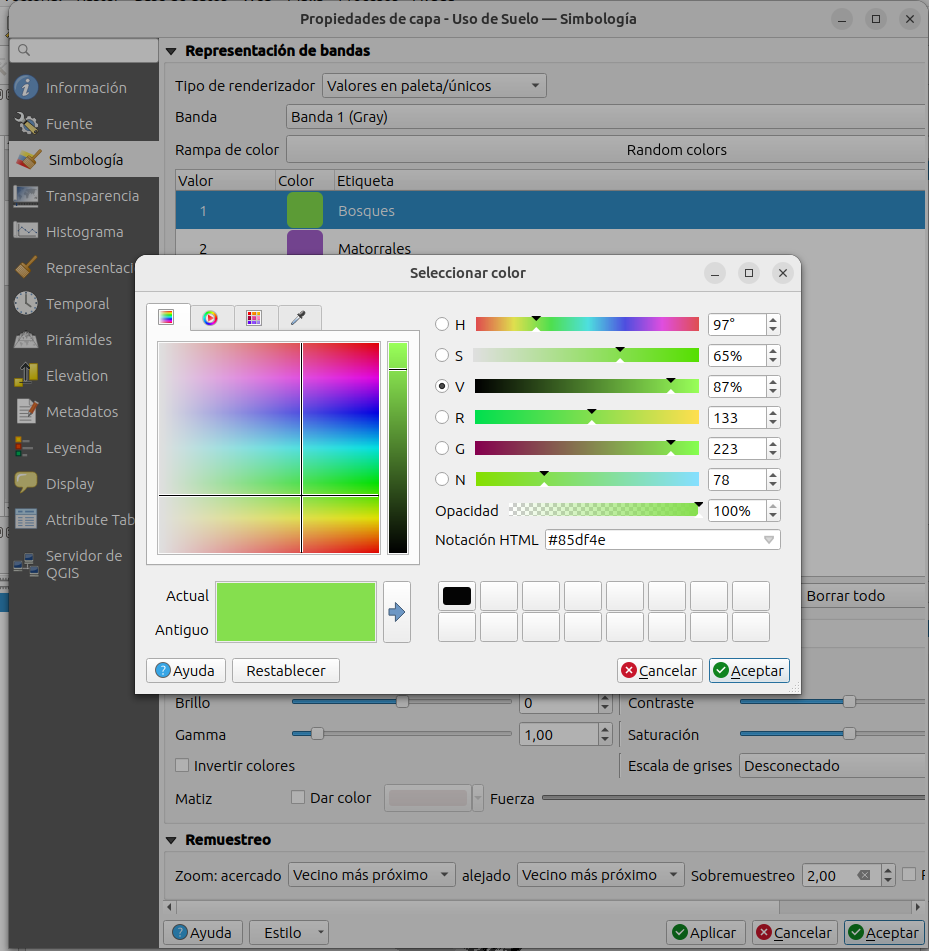 Propiedades de capa - Uso de Suelo — Simbología
Representación de bandas
Información
Tipo de renderizador Valores en paleta/únicos
Fuente
Banda Banda 1 (Gray)
Simbología
Rampa de color Random colors
Transparencia
Valor Color Etiqueta
1 Bosques
Histograma
2 Matorrales
Representaci
Temporal
Pirámides
Elevation
Metadatos
Leyenda
Display
Attribute Tab
Servidor de
QGIS
Seleccionar color
H 97°
S 65%
V 87%
R 133
G 223
N 78
Opacidad 100%
Notación HTML #85df4e
Actual
Antiguo
Ayuda Restablecer Cancelar Aceptar
Borrar todo
Brillo 0 Contraste
Gamma 1,00 Saturación
Invertir colores Escala de grises Desconectado
Matiz Dar color Fuerza
Remuestreo
Zoom: acercado Vecino más próximo alejado Vecino más próximo Sobremuestreo 2,00
Ayuda Estilo Aplicar Cancelar Aceptar